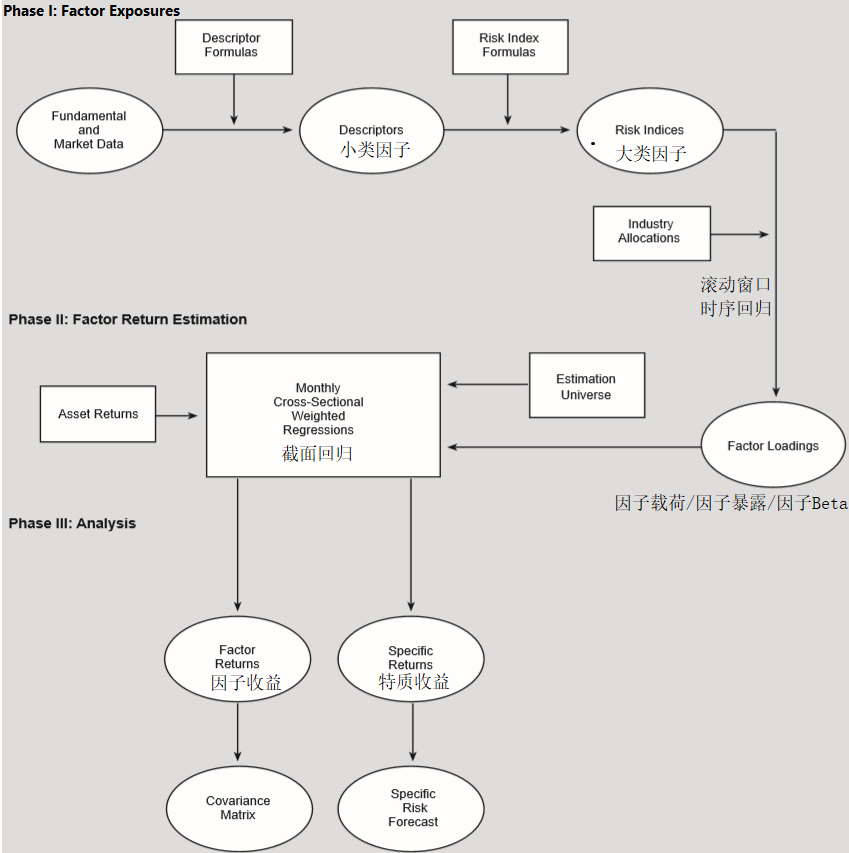 Phase I: Factor Exposures
Descriptor
Formulas
Risk Index
Formulas
Fundamental
and
Market Data
Descriptors
小类因子
Risk Indices
大类因子
Industry
Allocations
滚动窗口
时序回归
Phase II: Factor Return Estimation
Asset Returns
Monthly
Cross-Sectional
Weighted
Regressions
截面回归
Estimation
Universe
Factor Loadings
因子载荷/因子暴露/因子Beta
Phase III: Analysis
Factor
Returns
因子收益
Specific
Returns
特质收益
Covariance
Matrix
Specific
Risk
Forecast